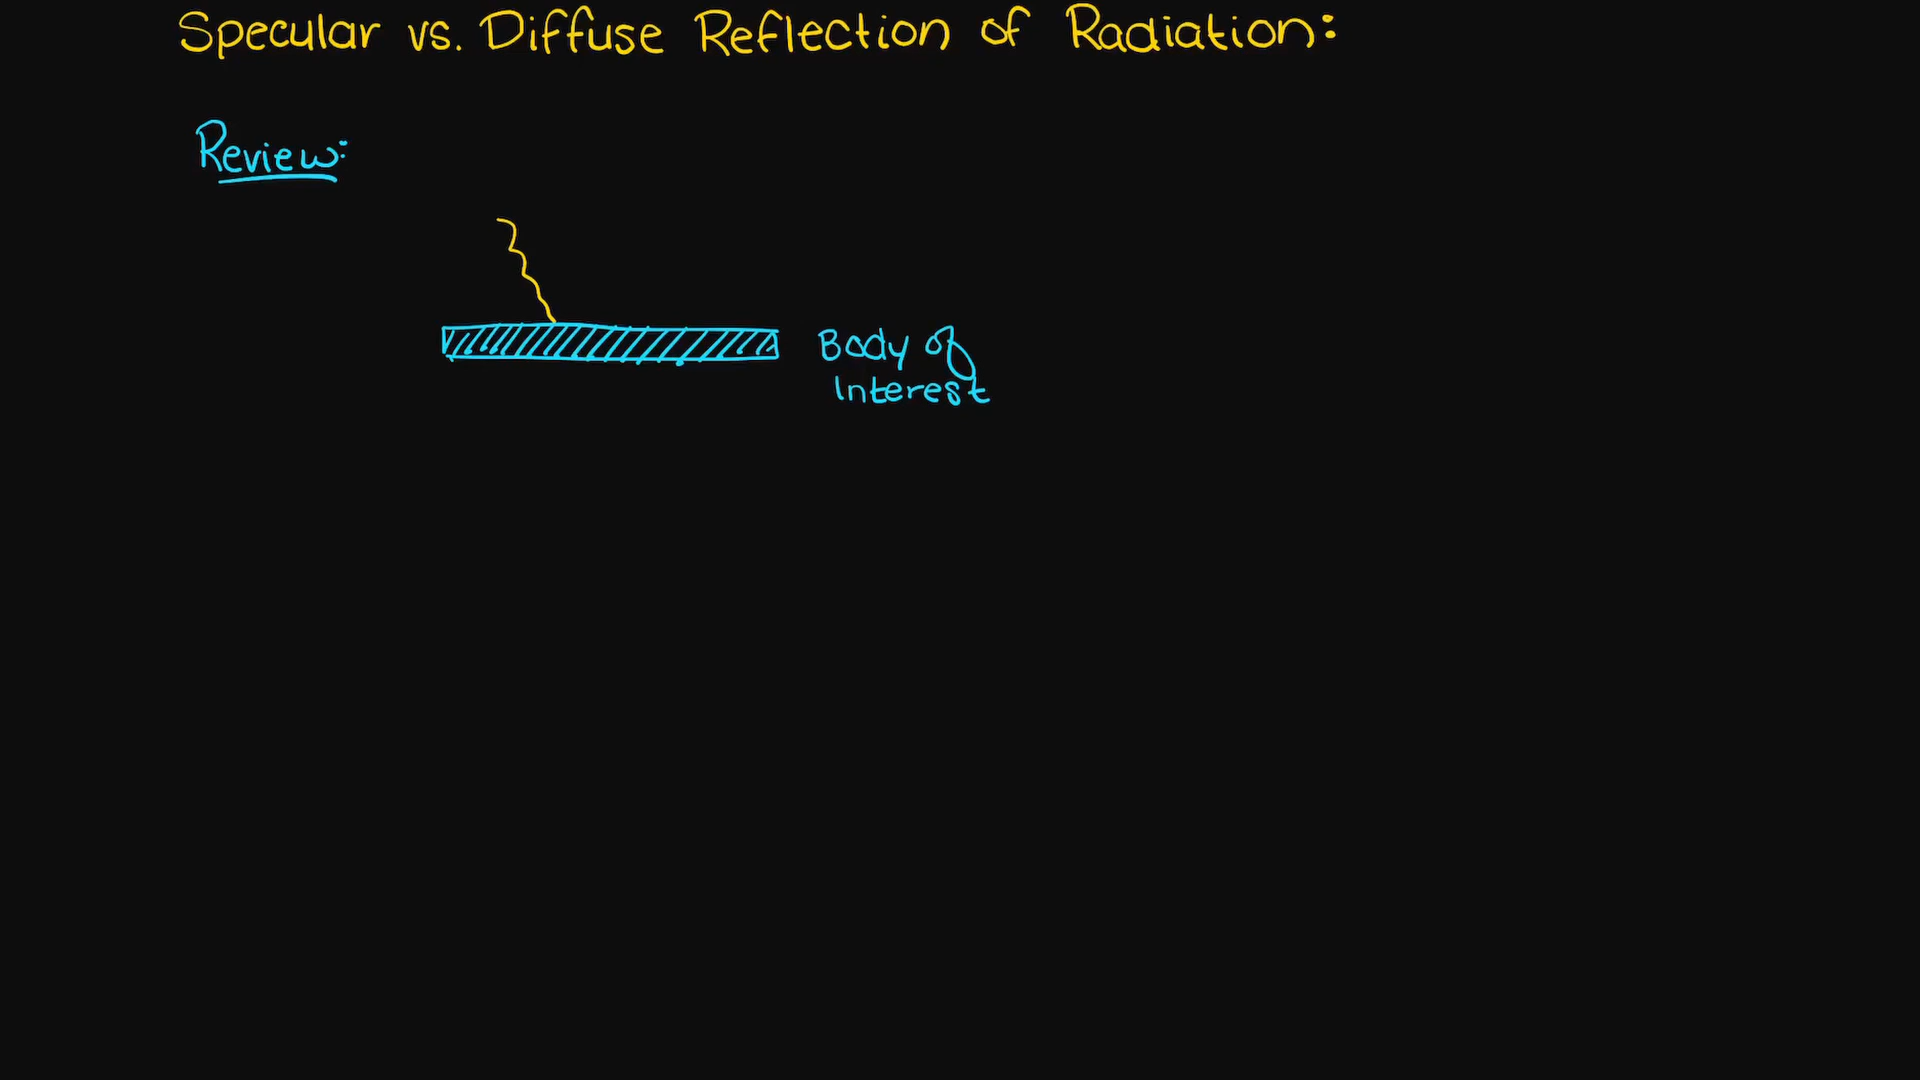 Specular vs. Diffuse Reflection of Radiation:
Review:
Body of
Interest